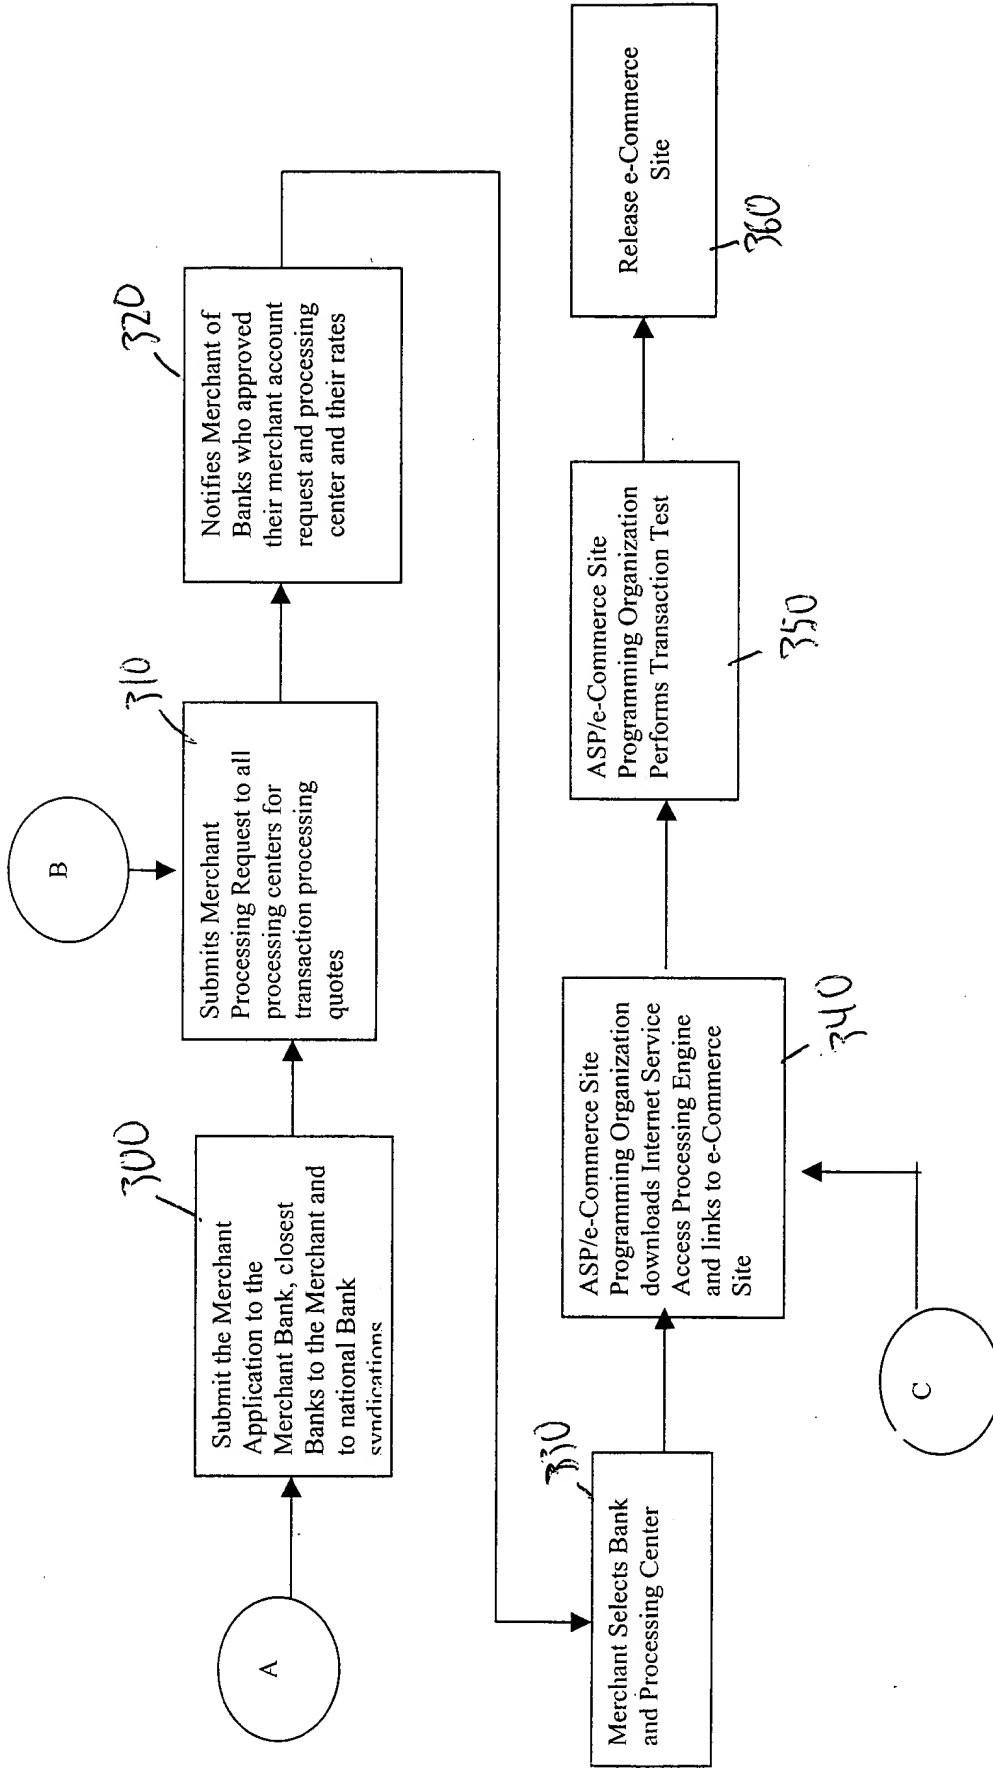 A
300
Submit the Merchant
Application to the
Merchant Bank, closest
Banks to the Merchant and
to national Bank
syndications
B
310
Submits Merchant
Processing Request to all
processing centers for
transaction processing
quotes
320
Notifies Merchant of
Banks who approved
their merchant account
request and processing
center and their rates
330
Merchant Selects Bank
and Processing Center
ASP/e-Commerce Site
Programming Organization
downloads Internet Service
Access Processing Engine
and links to e-Commerce
Site
340
C
ASP/e-Commerce Site
Programming Organization
Performs Transaction Test
350
Release e-Commerce
Site
360